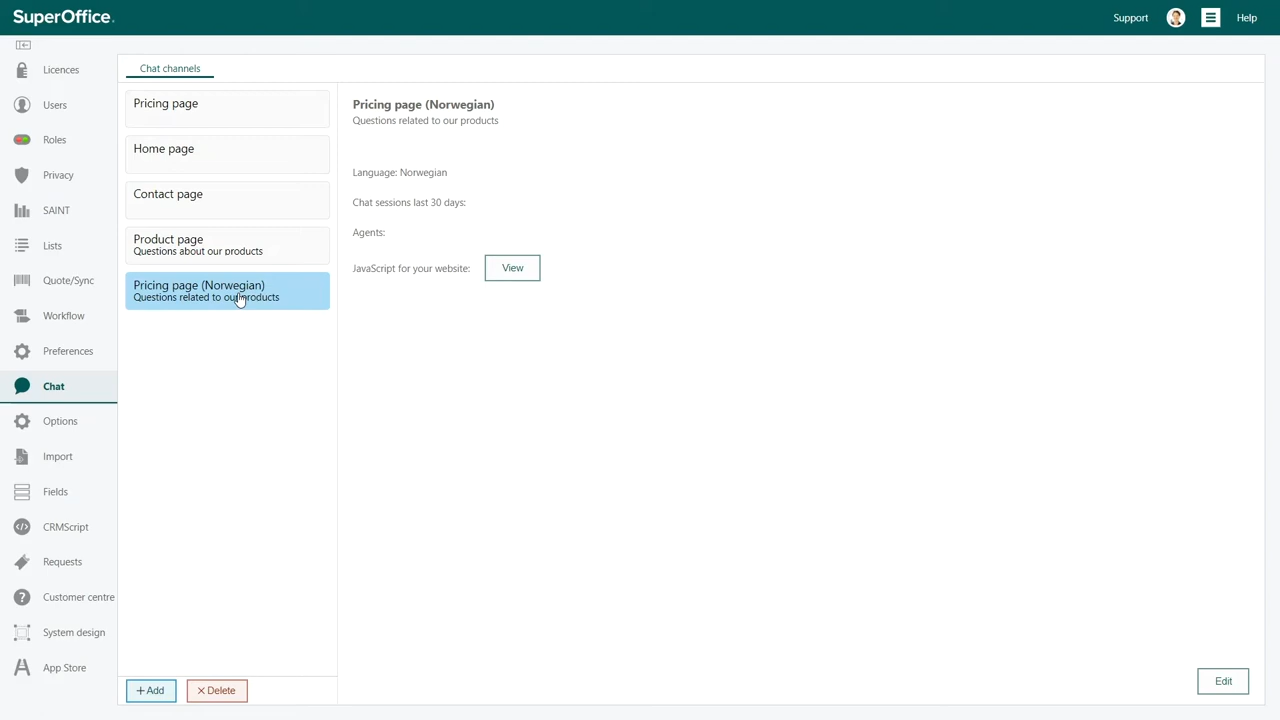 SuperOffice.
Support
Help
Licences
Users
Roles
Privacy
SAINT
Lists
Quote/Sync
Workflow
Preferences
Chat
Options
Import
Fields
CRMScript
Requests
Customer centre
System design
App Store
Chat channels
Pricing page
Home page
Contact page
Product page
Questions about our products
Pricing page (Norwegian)
Questions related to our products
+ Add
× Delete
Pricing page (Norwegian)
Questions related to our products
Language: Norwegian
Chat sessions last 30 days:
Agents:
JavaScript for your website:
View
Edit